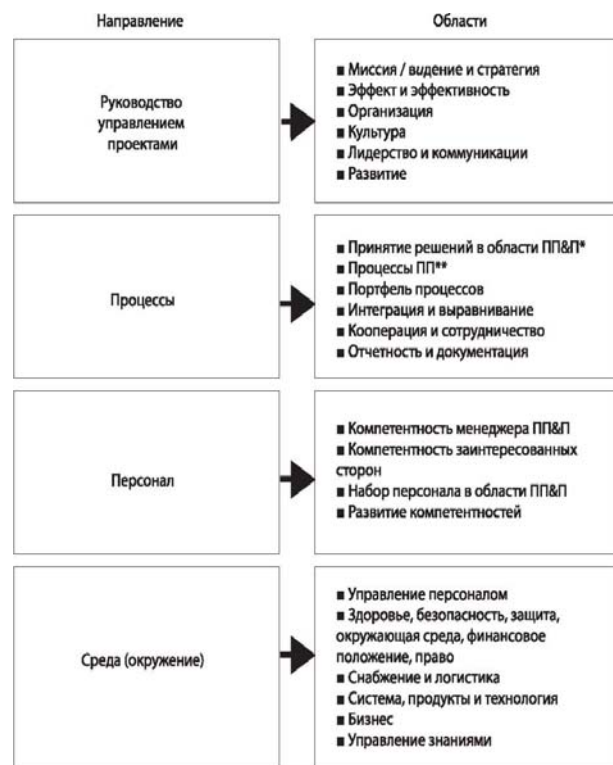 Направление
Области
Руководство
управлением
проектами
■ Миссия / видение и стратегия
■ Эффект и эффективность
■ Организация
■ Культура
■ Лидерство и коммуникации
■ Развитие
Процессы
■ Принятие решений в области ПП&П*
■ Процессы ПП**
■ Портфель процессов
■ Интеграция и выравнивание
■ Кооперация и сотрудничество
■ Отчетность и документация
Персонал
■ Компетентность менеджера ПП&П
■ Компетентность заинтересованных
сторон
■ Набор персонала в области ПП&П
■ Развитие компетентностей
Среда (окружение)
■ Управление персоналом
■ Здоровье, безопасность, защита,
окружающая среда, финансовое
положение, право
■ Снабжение и логистика
■ Система, продукты и технология
■ Бизнес
■ Управление знаниями